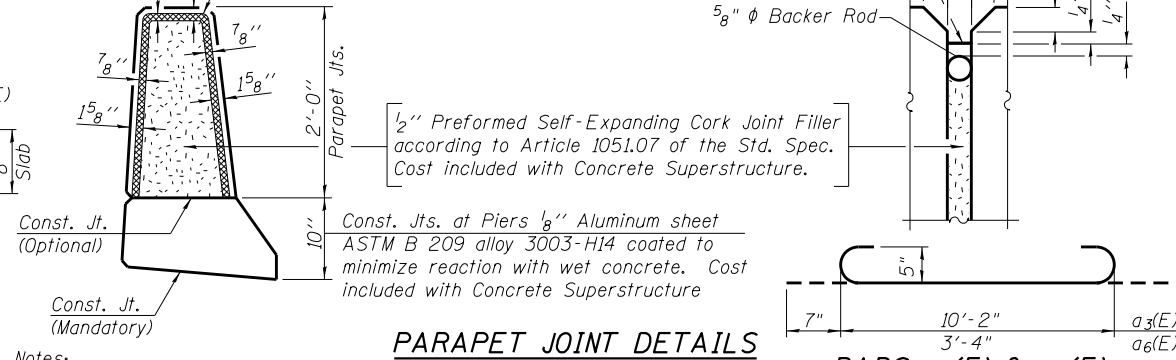 5/8" ϕ Backer Rod
1/4"
1/4"
7/8"
7/8"
1 5/8"
1 5/8"
2'-0"
Parapet Jts.
Slab
1/2" Preformed Self-Expanding Cork Joint Filler
according to Article 1051.07 of the Std. Spec.
Cost included with Concrete Superstructure.
Const. Jt.
(Optional)
10"
Const. Jts. at Piers 1/8" Aluminum sheet
ASTM B 209 alloy 3003-H14 coated to
minimize reaction with wet concrete. Cost
included with Concrete Superstructure
Const. Jt.
(Mandatory)
5"
7"
10'-2"
3'-4"
a3(E)
a6(E)
PARAPET JOINT DETAILS
Notes: